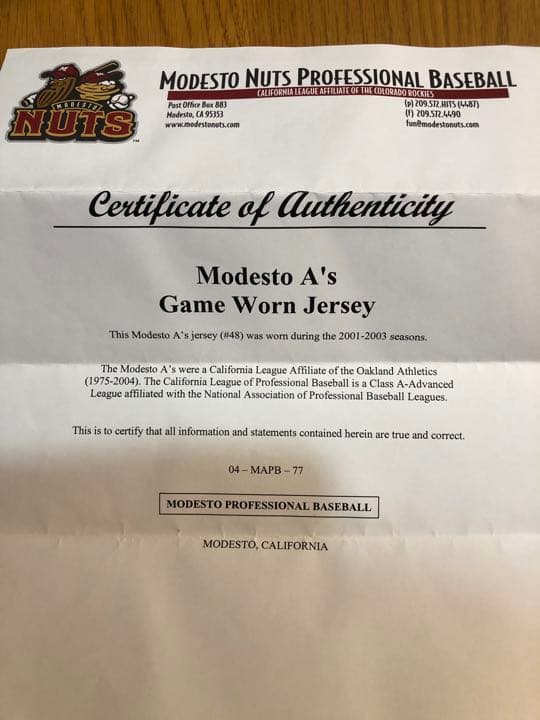 MODESTO
NUTS
MODESTO NUTS PROFESSIONAL BASEBALL
CALIFORNIA LEAGUE AFFILIATE OF THE COLORADO ROCKIES
Post Office Box 883
Modesto, CA 95353
www.modestonuts.com
(p) 209.572.HITS (4487)
(f) 209.572.4490
fun@modestonuts.com
Certificate of Authenticity
Modesto A's
Game Worn Jersey
This Modesto A's jersey (#48) was worn during the 2001-2003 seasons.
The Modesto A's were a California League Affiliate of the Oakland Athletics
(1975-2004). The California League of Professional Baseball is a Class A-Advanced
League affiliated with the National Association of Professional Baseball Leagues.
This is to certify that all information and statements contained herein are true and correct.
04 – MAPB – 77
MODESTO PROFESSIONAL BASEBALL
MODESTO, CALIFORNIA